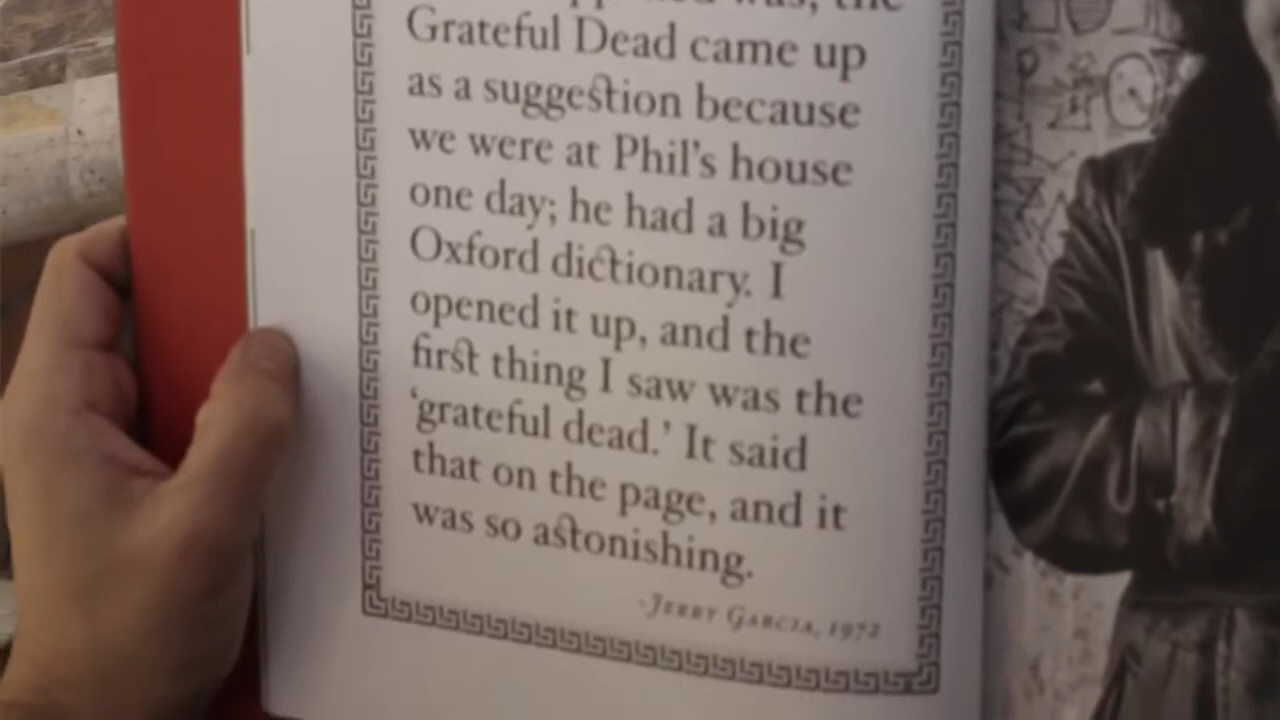 was, the
Grateful Dead came up
as a suggestion because
we were at Phil's house
one day; he had a big
Oxford dictionary. I
opened it up, and the
first thing I saw was the
‘grateful dead.’ It said
that on the page, and it
was so astonishing.
-Jerry Garcia, 1972